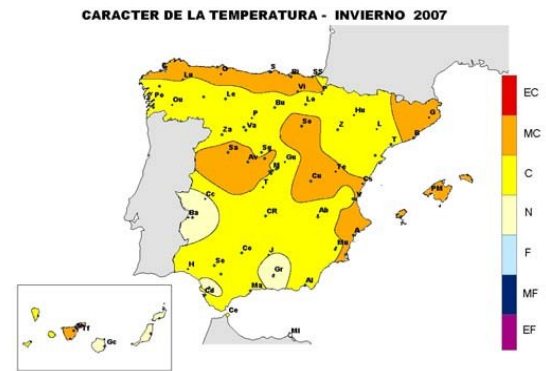 CARACTER DE LA TEMPERATURA - INVIERNO 2007
C O S Bi SS
Lu Vi
Pe Ou Le Bu Lo Hu G
P
Za Va So Z L B
T
Sa Sg
Av M Gu Te
T Cu Cs
PM
Cc V
Ba CR Ab
A
Mu
Co J
H Se Gr
Cd Ma Al
Ce Ml
Tf
Gc
EC
MC
C
N
F
MF
EF